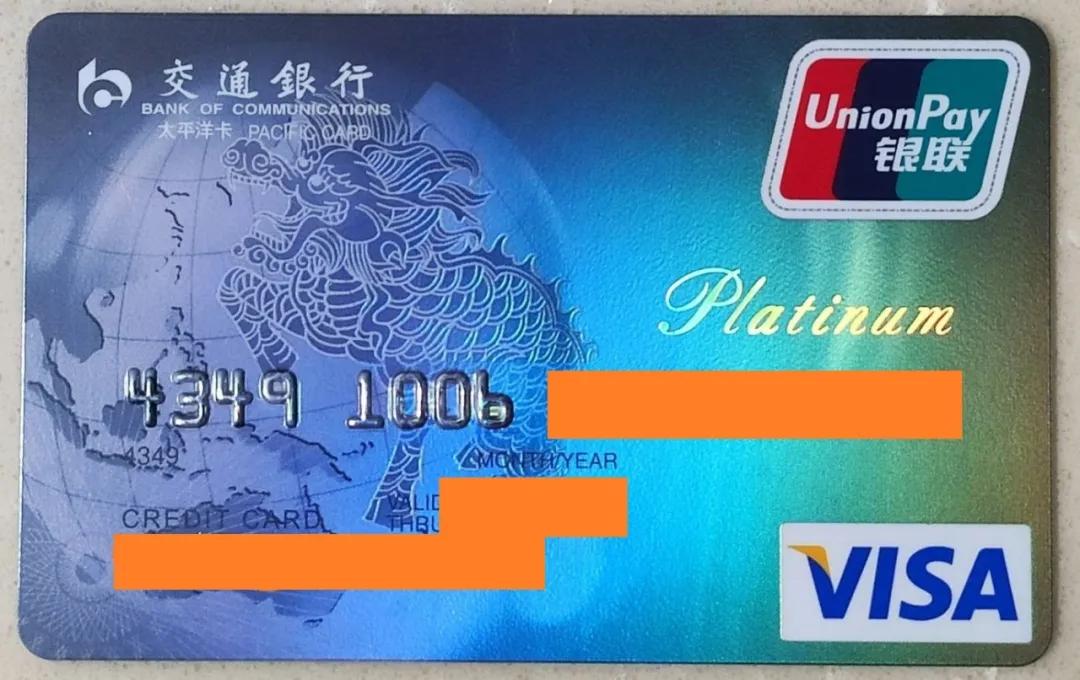 交通銀行
BANK OF COMMUNICATIONS
太平洋卡 PACIFIC CARD
UnionPay
银联
Platinum
4349 1006
4349
MONTH/YEAR
VALID
THRU
CREDIT CARD
VISA